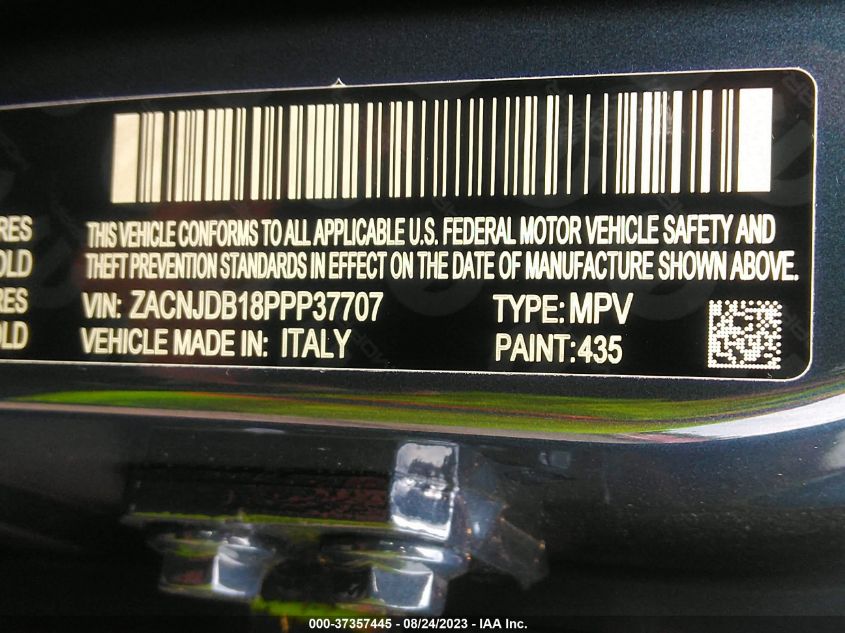 THIS VEHICLE CONFORMS TO ALL APPLICABLE U.S. FEDERAL MOTOR VEHICLE SAFETY AND
THEFT PREVENTION STANDARDS IN EFFECT ON THE DATE OF MANUFACTURE SHOWN ABOVE.
VIN: ZACNJDB18PPP37707 TYPE: MPV
VEHICLE MADE IN: ITALY PAINT: 435
RES
OLD
RES
LD
000-37357445 - 08/24/2023 - IAA Inc.